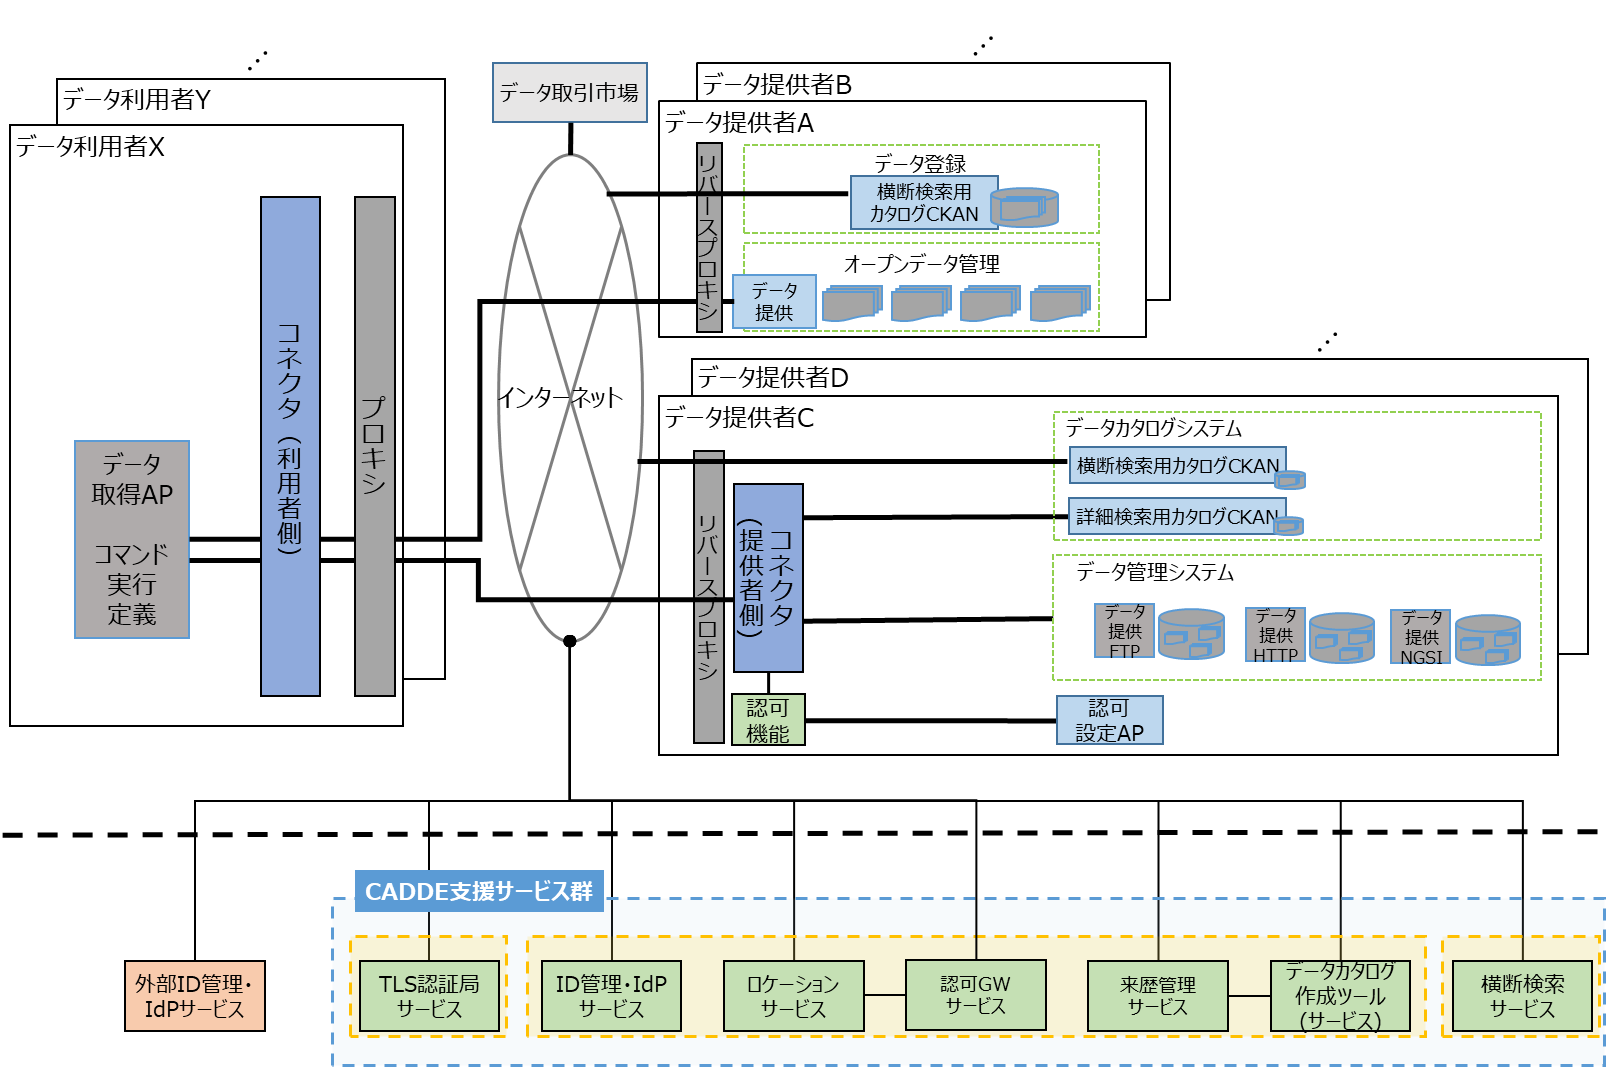 データ利用者Y
データ利用者X
コネクタ（利用者側）
プロキシ
データ
取得AP
コマンド
実行
定義
データ取引市場
インターネット
データ提供者B
データ提供者A
リバースプロキシ
データ登録
横断検索用
カタログCKAN
オープンデータ管理
データ
提供
データ提供者D
データ提供者C
リバースプロキシ
コネクタ
（提供者側）
認可
機能
データカタログシステム
横断検索用カタログCKAN
詳細検索用カタログCKAN
データ管理システム
データ
提供
FTP
データ
提供
HTTP
データ
提供
NGSI
認可
設定AP
CADDE支援サービス群
外部ID管理・
IdPサービス
TLS認証局
サービス
ID管理・IdP
サービス
ロケーション
サービス
認可GW
サービス
来歴管理
サービス
データカタログ
作成ツール
(サービス)
横断検索
サービス